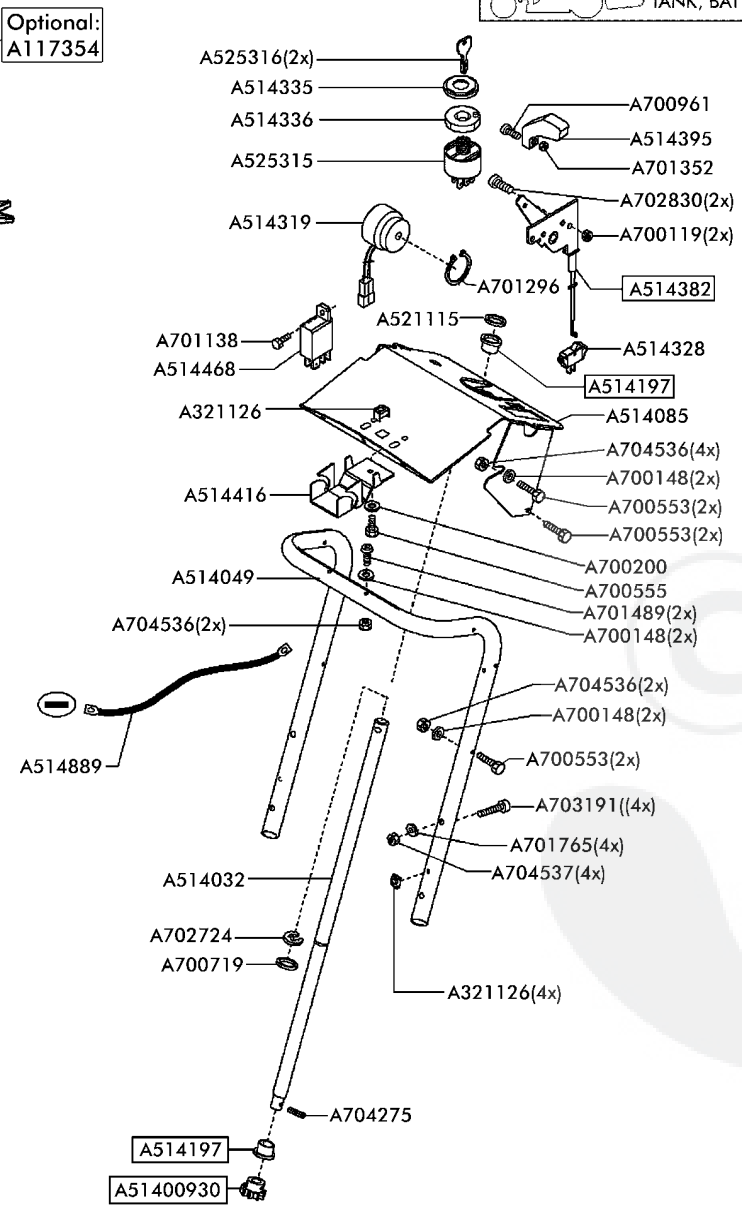 TANK, BAT
Optional:
A117354
A525316(2x)
A514335
A514336
A525315
A700961
A514395
A701352
A702830(2x)
A700119(2x)
A514319
A701296
A514382
A521115
A701138
A514468
A514328
A514197
A321126
A514085
A704536(4x)
A700148(2x)
A514416
A700553(2x)
A700553(2x)
A700200
A514049
A700555
A701489(2x)
A704536(2x)
A700148(2x)
A704536(2x)
A700148(2x)
A514889
A700553(2x)
A703191((4x)
A701765(4x)
A704537(4x)
A514032
A702724
A700719
A321126(4x)
A704275
A514197
A51400930